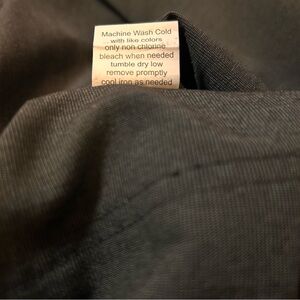 Machine Wash Cold
with like colors
only non chlorine
bleach when needed
tumble dry low
remove promptly
cool iron as needed